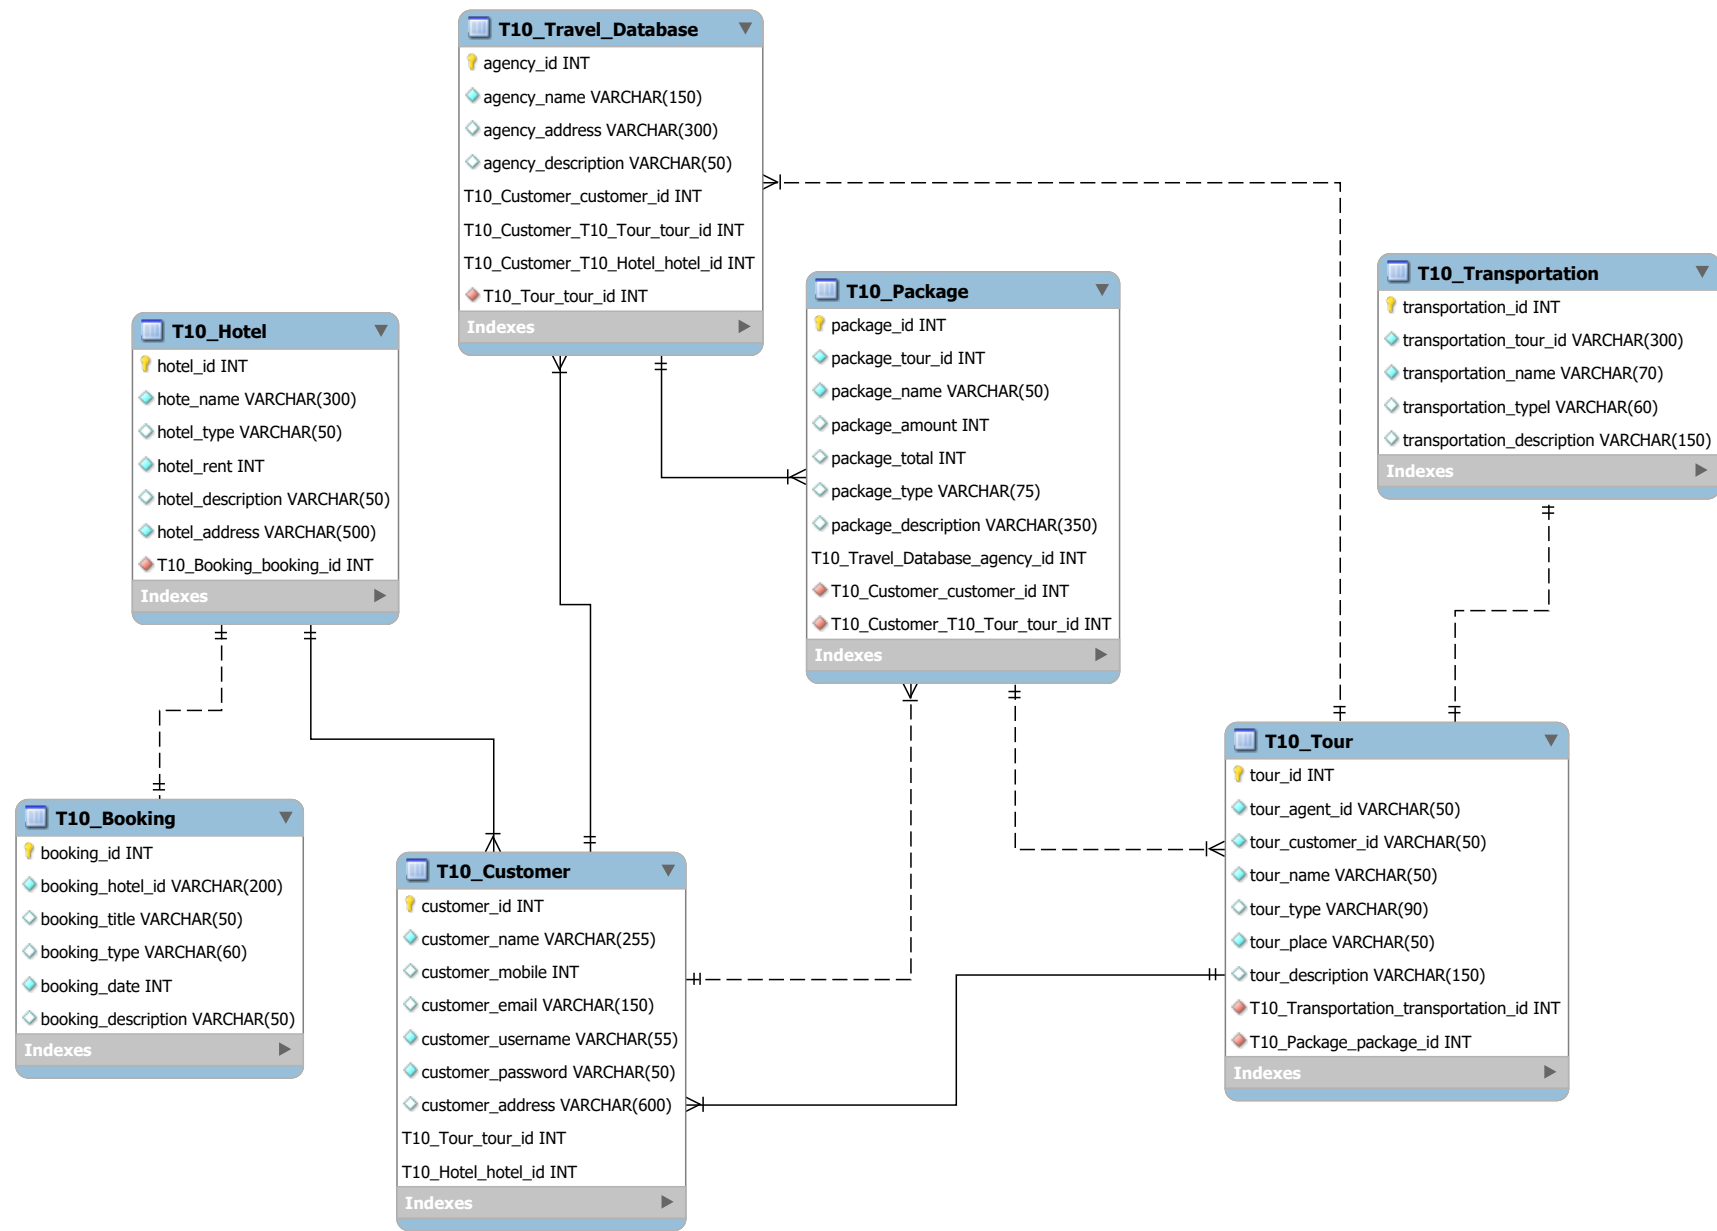 T10_Travel_Database
agency_id INT
agency_name VARCHAR(150)
agency_address VARCHAR(300)
agency_description VARCHAR(50)
T10_Customer_customer_id INT
T10_Customer_T10_Tour_tour_id INT
T10_Customer_T10_Hotel_hotel_id INT
T10_Tour_tour_id INT
Indexes
T10_Hotel
hotel_id INT
hote_name VARCHAR(300)
hotel_type VARCHAR(50)
hotel_rent INT
hotel_description VARCHAR(50)
hotel_address VARCHAR(500)
T10_Booking_booking_id INT
Indexes
T10_Package
package_id INT
package_tour_id INT
package_name VARCHAR(50)
package_amount INT
package_total INT
package_type VARCHAR(75)
package_description VARCHAR(350)
T10_Travel_Database_agency_id INT
T10_Customer_customer_id INT
T10_Customer_T10_Tour_tour_id INT
Indexes
T10_Transportation
transportation_id INT
transportation_tour_id VARCHAR(300)
transportation_name VARCHAR(70)
transportation_typel VARCHAR(60)
transportation_description VARCHAR(150)
Indexes
T10_Booking
booking_id INT
booking_hotel_id VARCHAR(200)
booking_title VARCHAR(50)
booking_type VARCHAR(60)
booking_date INT
booking_description VARCHAR(50)
Indexes
T10_Customer
customer_id INT
customer_name VARCHAR(255)
customer_mobile INT
customer_email VARCHAR(150)
customer_username VARCHAR(55)
customer_password VARCHAR(50)
customer_address VARCHAR(600)
T10_Tour_tour_id INT
T10_Hotel_hotel_id INT
Indexes
T10_Tour
tour_id INT
tour_agent_id VARCHAR(50)
tour_customer_id VARCHAR(50)
tour_name VARCHAR(50)
tour_type VARCHAR(90)
tour_place VARCHAR(50)
tour_description VARCHAR(150)
T10_Transportation_transportation_id INT
T10_Package_package_id INT
Indexes